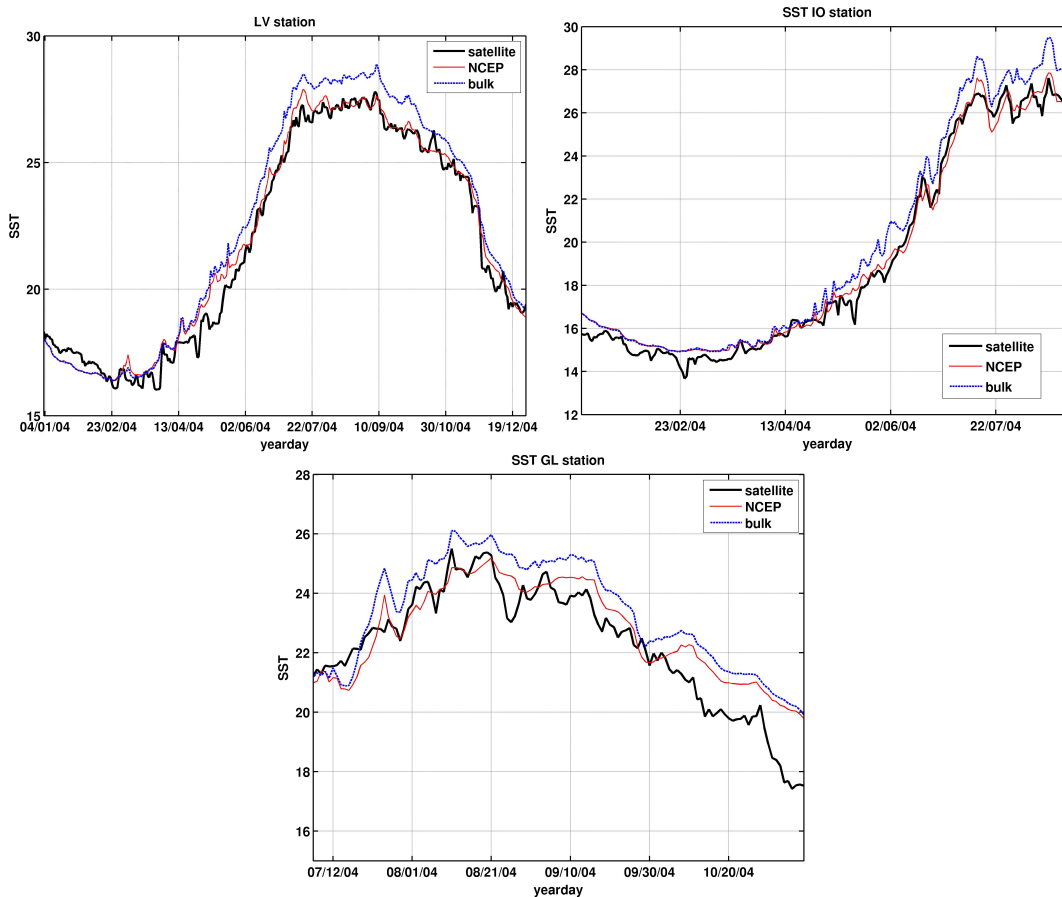 LV station
30
25
20
15
SST
04/01/04 23/02/04 13/04/04 02/06/04 22/07/04 10/09/04 30/10/04 19/12/04
yearday
satellite
NCEP
bulk
SST IO station
30
28
26
24
22
20
18
16
14
12
SST
23/02/04 13/04/04 02/06/04 22/07/04
yearday
satellite
NCEP
bulk
SST GL station
28
26
24
22
20
18
16
SST
07/12/04 08/01/04 08/21/04 09/10/04 09/30/04 10/20/04
yearday
satellite
NCEP
bulk